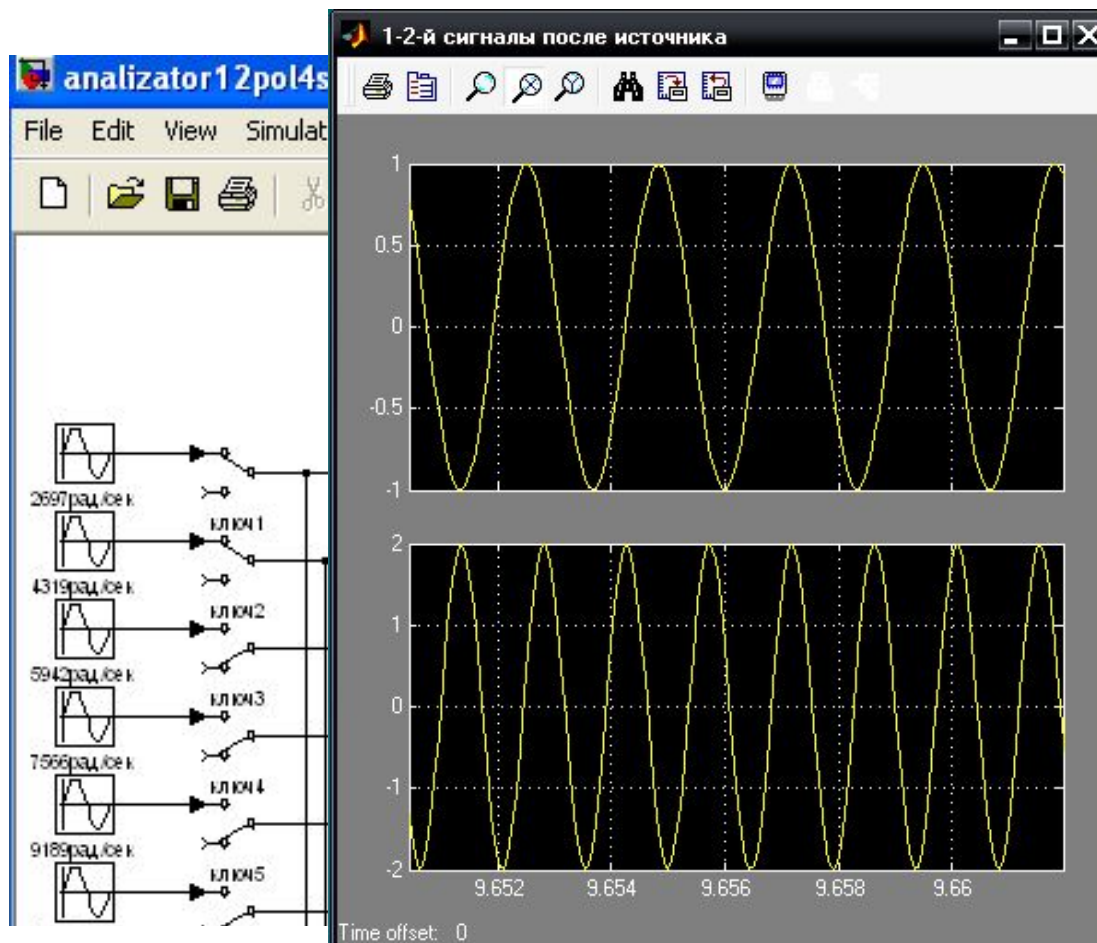 analizator12pol4s
File Edit View Simulat
2697рад/сек
ключ1
4319рад/сек
ключ2
5942рад/сек
ключ3
7566рад/сек
ключ4
9189рад/сек
ключ5
1-2-й сигналы после источника
1
0.5
0
-0.5
-1
2
1
0
-1
-2
9.652 9.654 9.656 9.658 9.66
Time offset: 0